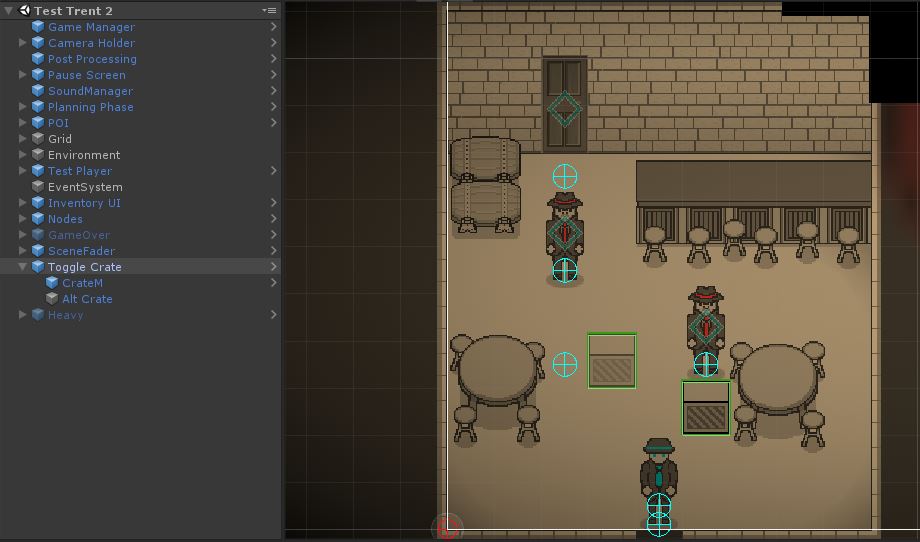 Test Trent 2
Game Manager
Camera Holder
Post Processing
Pause Screen
SoundManager
Planning Phase
POI
Grid
Environment
Test Player
EventSystem
Inventory UI
Nodes
GameOver
SceneFader
Toggle Crate
CrateM
Alt Crate
Heavy